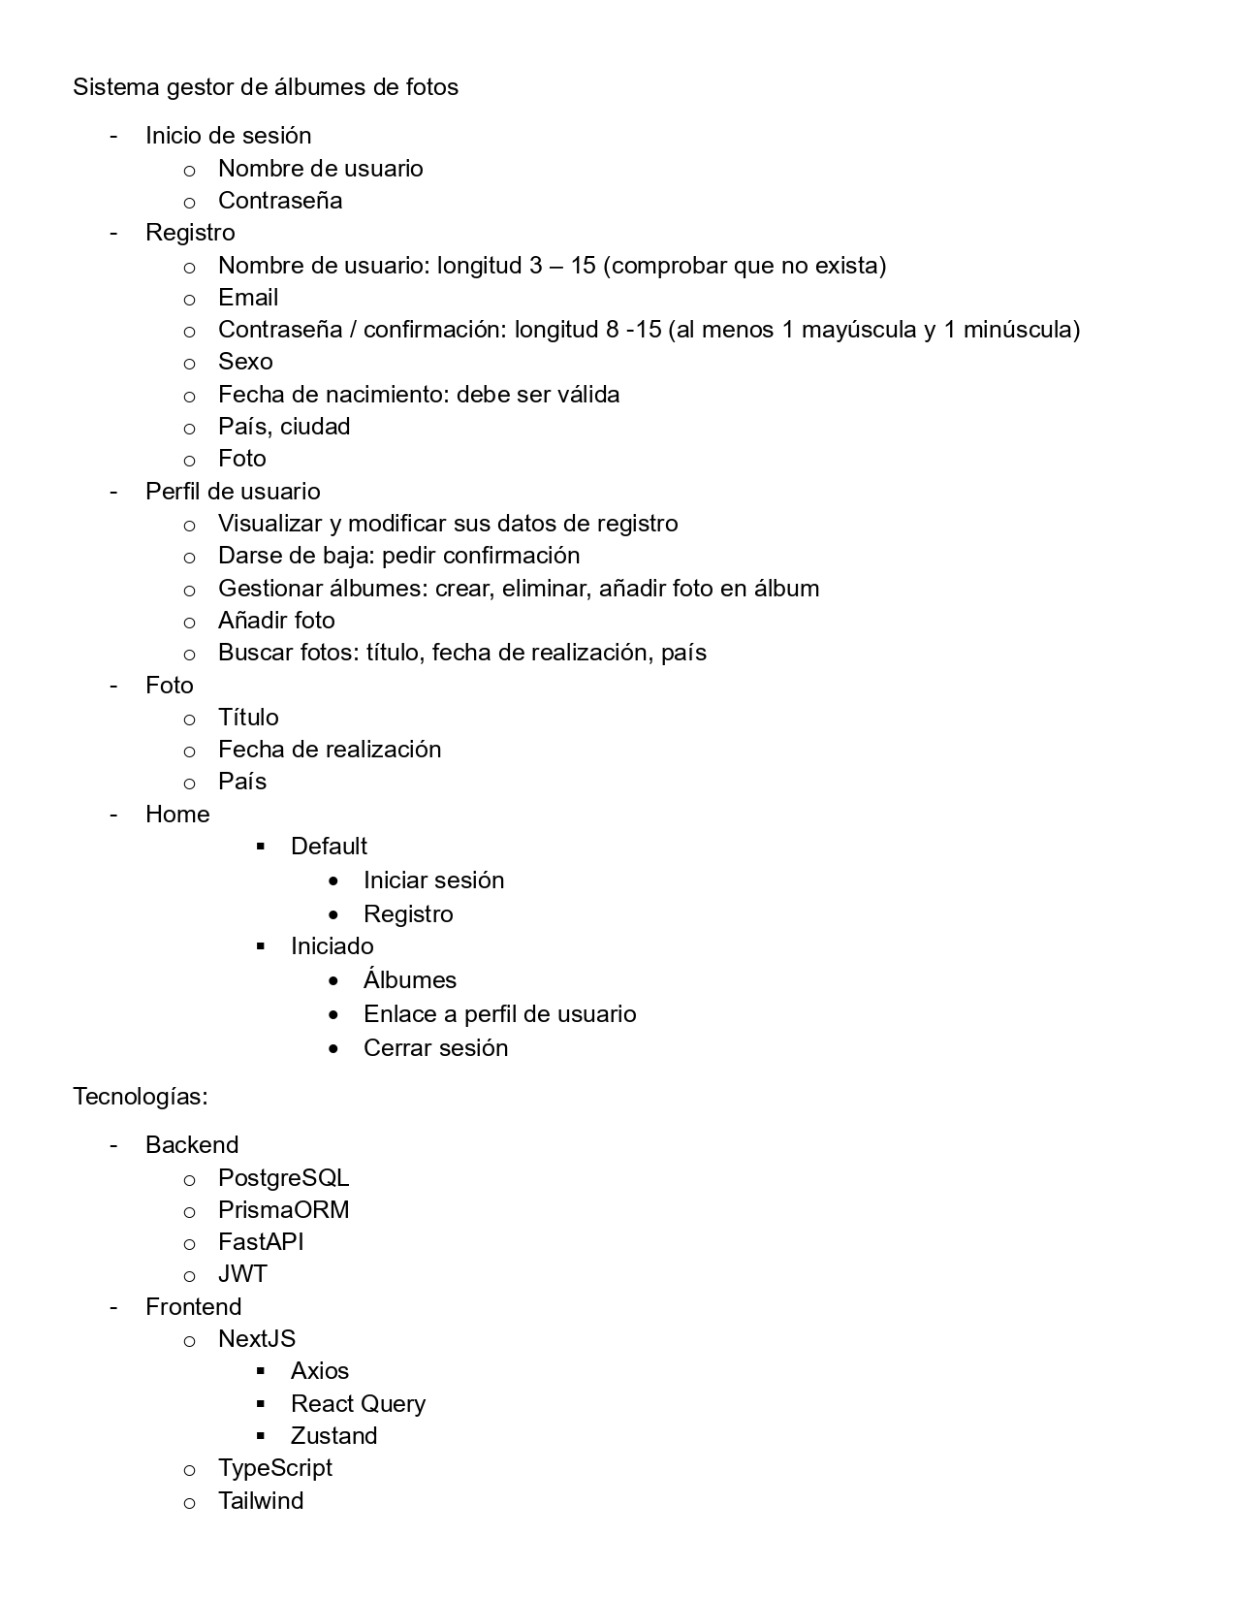 Sistema gestor de álbumes de fotos
- Inicio de sesión
o Nombre de usuario
o Contraseña
- Registro
o Nombre de usuario: longitud 3 – 15 (comprobar que no exista)
o Email
o Contraseña / confirmación: longitud 8 -15 (al menos 1 mayúscula y 1 minúscula)
o Sexo
o Fecha de nacimiento: debe ser válida
o País, ciudad
o Foto
- Perfil de usuario
o Visualizar y modificar sus datos de registro
o Darse de baja: pedir confirmación
o Gestionar álbumes: crear, eliminar, añadir foto en álbum
o Añadir foto
o Buscar fotos: título, fecha de realización, país
- Foto
o Título
o Fecha de realización
o País
- Home
▪ Default
• Iniciar sesión
• Registro
▪ Iniciado
• Álbumes
• Enlace a perfil de usuario
• Cerrar sesión
Tecnologías:
- Backend
o PostgreSQL
o PrismaORM
o FastAPI
o JWT
- Frontend
o NextJS
▪ Axios
▪ React Query
▪ Zustand
o TypeScript
o Tailwind